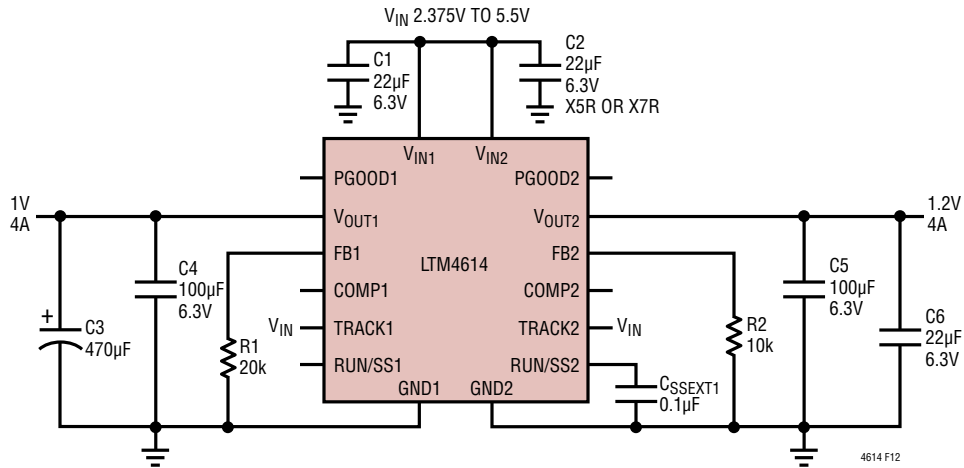 VIN 2.375V TO 5.5V
C1
22µF
6.3V
C2
22µF
6.3V
X5R OR X7R
VIN1
VIN2
PGOOD1
PGOOD2
1V
4A
VOUT1
VOUT2
1.2V
4A
FB1
FB2
LTM4614
C4
100µF
6.3V
COMP1
COMP2
C5
100µF
6.3V
+
C3
470µF
VIN
TRACK1
TRACK2
VIN
R1
20k
R2
10k
C6
22µF
6.3V
RUN/SS1
RUN/SS2
GND1
GND2
CSSEXT1
0.1µF
4614 F12